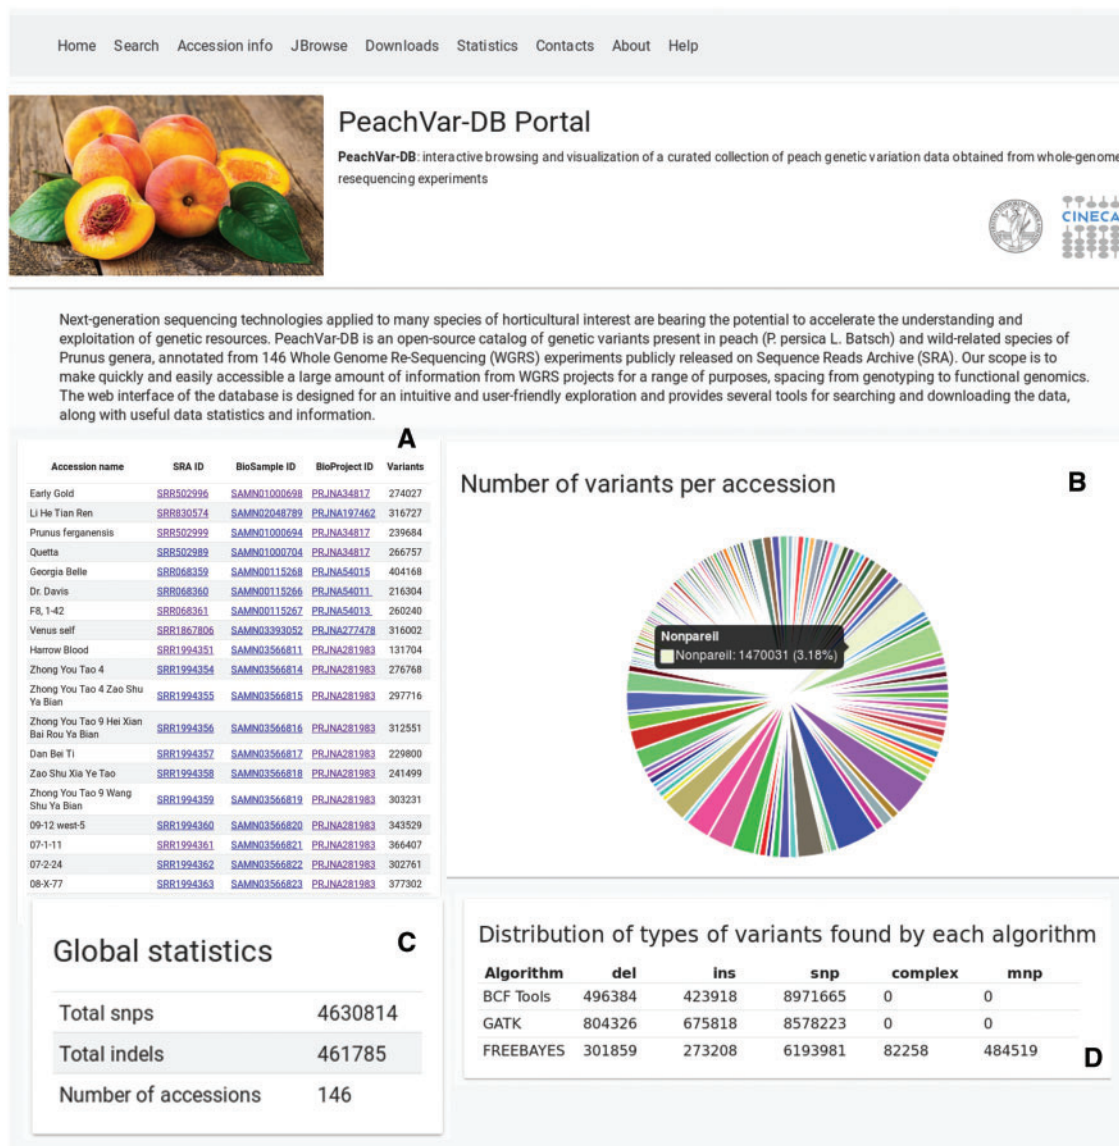 Home Search Accession info JBrowse Downloads Statistics Contacts About Help
PeachVar-DB Portal
PeachVar-DB: interactive browsing and visualization of a curated collection of peach genetic variation data obtained from whole-genome
resequencing experiments
CINECA
Next-generation sequencing technologies applied to many species of horticultural interest are bearing the potential to accelerate the understanding and
exploitation of genetic resources. PeachVar-DB is an open-source catalog of genetic variants present in peach (P. persica L. Batsch) and wild-related species of
Prunus genera, annotated from 146 Whole Genome Re-Sequencing (WGRS) experiments publicly released on Sequence Reads Archive (SRA). Our scope is to
make quickly and easily accessible a large amount of information from WGRS projects for a range of purposes, spacing from genotyping to functional genomics.
The web interface of the database is designed for an intuitive and user-friendly exploration and provides several tools for searching and downloading the data,
along with useful data statistics and information.
A
Accession name SRA ID BioSample ID BioProject ID Variants
Early Gold SRR502996 SAMN01000698 PRJNA34817 274027
Li He Tian Ren SRR830574 SAMN02048789 PRJNA197462 316727
Prunus ferganensis SRR502999 SAMN01000694 PRJNA34817 239684
Quetta SRR502989 SAMN01000704 PRJNA34817 266757
Georgia Belle SRR068359 SAMN00115268 PRJNA54015 404168
Dr. Davis SRR068360 SAMN00115266 PRJNA54011 216304
F8, 1-42 SRR068361 SAMN00115267 PRJNA54013 260240
Venus self SRR1867806 SAMN03393052 PRJNA277478 316002
Harrow Blood SRR1994351 SAMN03566811 PRJNA281983 131704
Zhong You Tao 4 SRR1994354 SAMN03566814 PRJNA281983 276768
Zhong You Tao 4 Zao Shu
Ya Bian SRR1994355 SAMN03566815 PRJNA281983 297716
Zhong You Tao 9 Hei Xian
Bai Rou Ya Bian SRR1994356 SAMN03566816 PRJNA281983 312551
Dan Bei Ti SRR1994357 SAMN03566817 PRJNA281983 229800
Zao Shu Xia Ye Tao SRR1994358 SAMN03566818 PRJNA281983 241499
Zhong You Tao 9 Wang
Shu Ya Bian SRR1994359 SAMN03566819 PRJNA281983 303231
09-12 west-5 SRR1994360 SAMN03566820 PRJNA281983 343529
07-1-11 SRR1994361 SAMN03566821 PRJNA281983 366407
07-2-24 SRR1994362 SAMN03566822 PRJNA281983 302761
08-X-77 SRR1994363 SAMN03566823 PRJNA281983 377302
Number of variants per accession B
Nonpareil
Nonpareil: 1470031 (3.18%)
Global statistics C
Total snps 4630814
Total indels 461785
Number of accessions 146
Distribution of types of variants found by each algorithm
Algorithm del ins snp complex mnp
BCF Tools 496384 423918 8971665 0 0
GATK 804326 675818 8578223 0 0
FREEBAYES 301859 273208 6193981 82258 484519
D